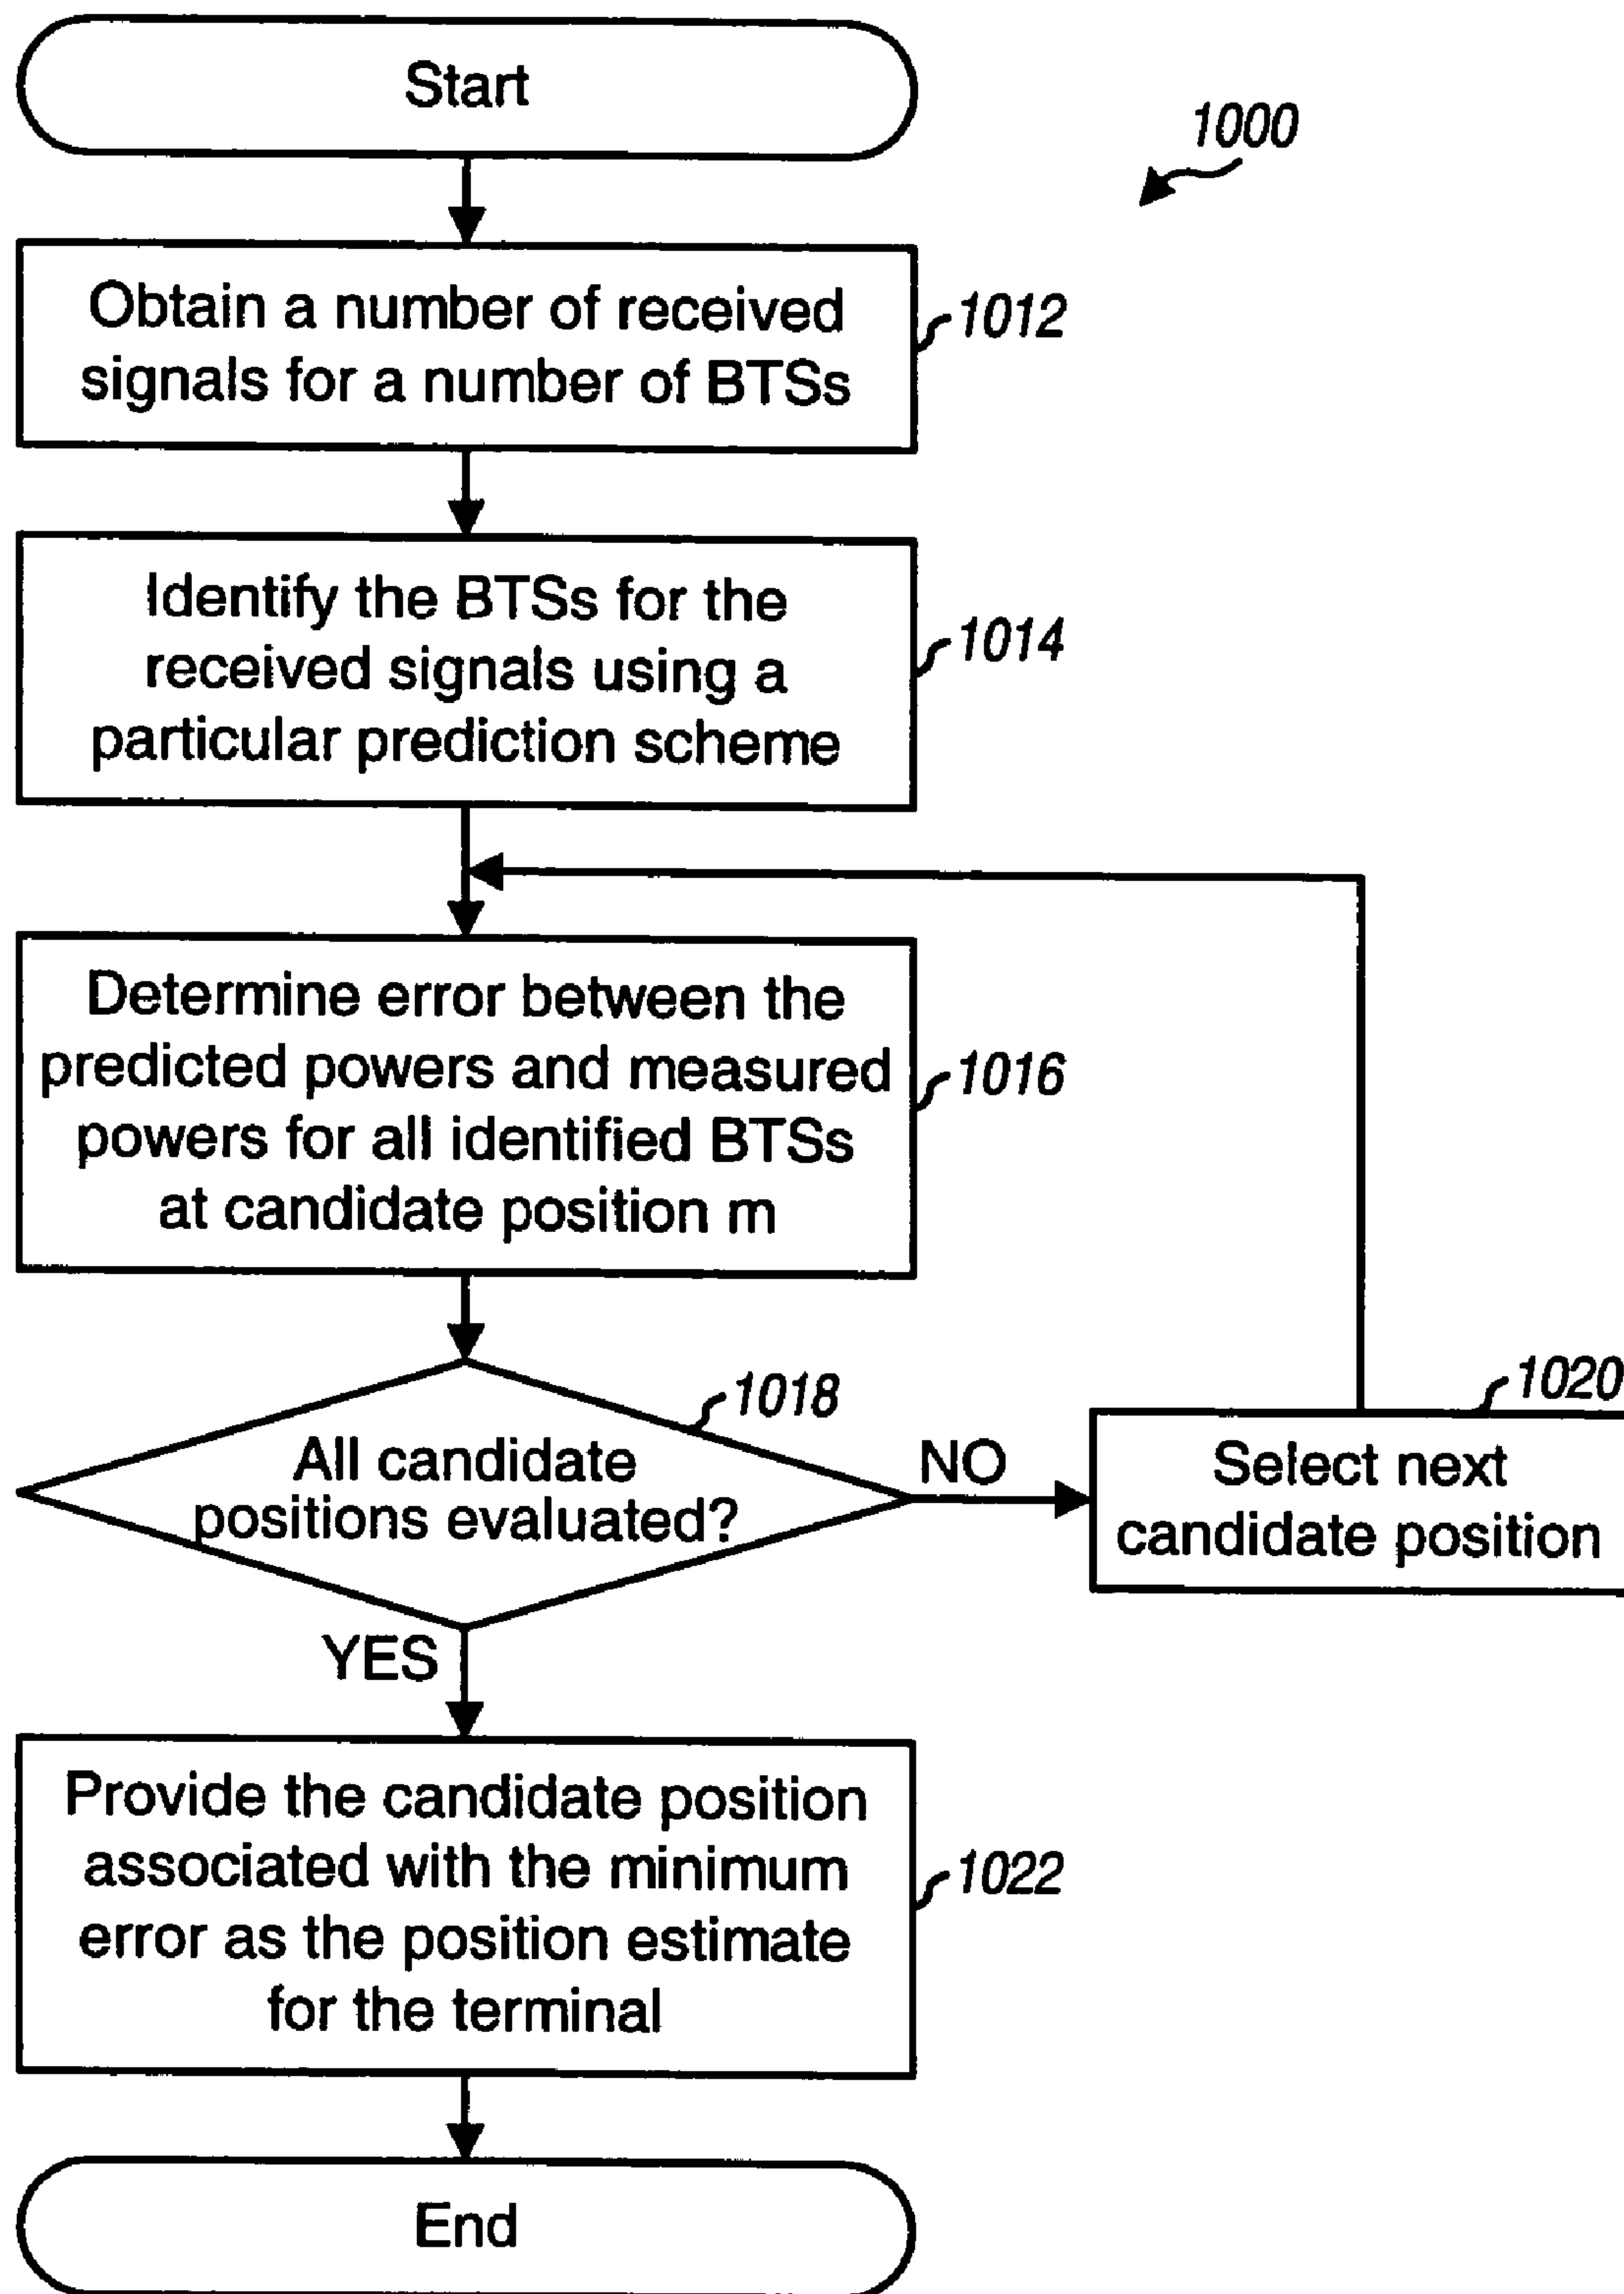 Start
1000
Obtain a number of received
signals for a number of BTSs
1012
Identify the BTSs for the
received signals using a
particular prediction scheme
1014
Determine error between the
predicted powers and measured
powers for all identified BTSs
at candidate position m
1016
1018
All candidate
positions evaluated?
NO
1020
Select next
candidate position
YES
Provide the candidate position
associated with the minimum
error as the position estimate
for the terminal
1022
End